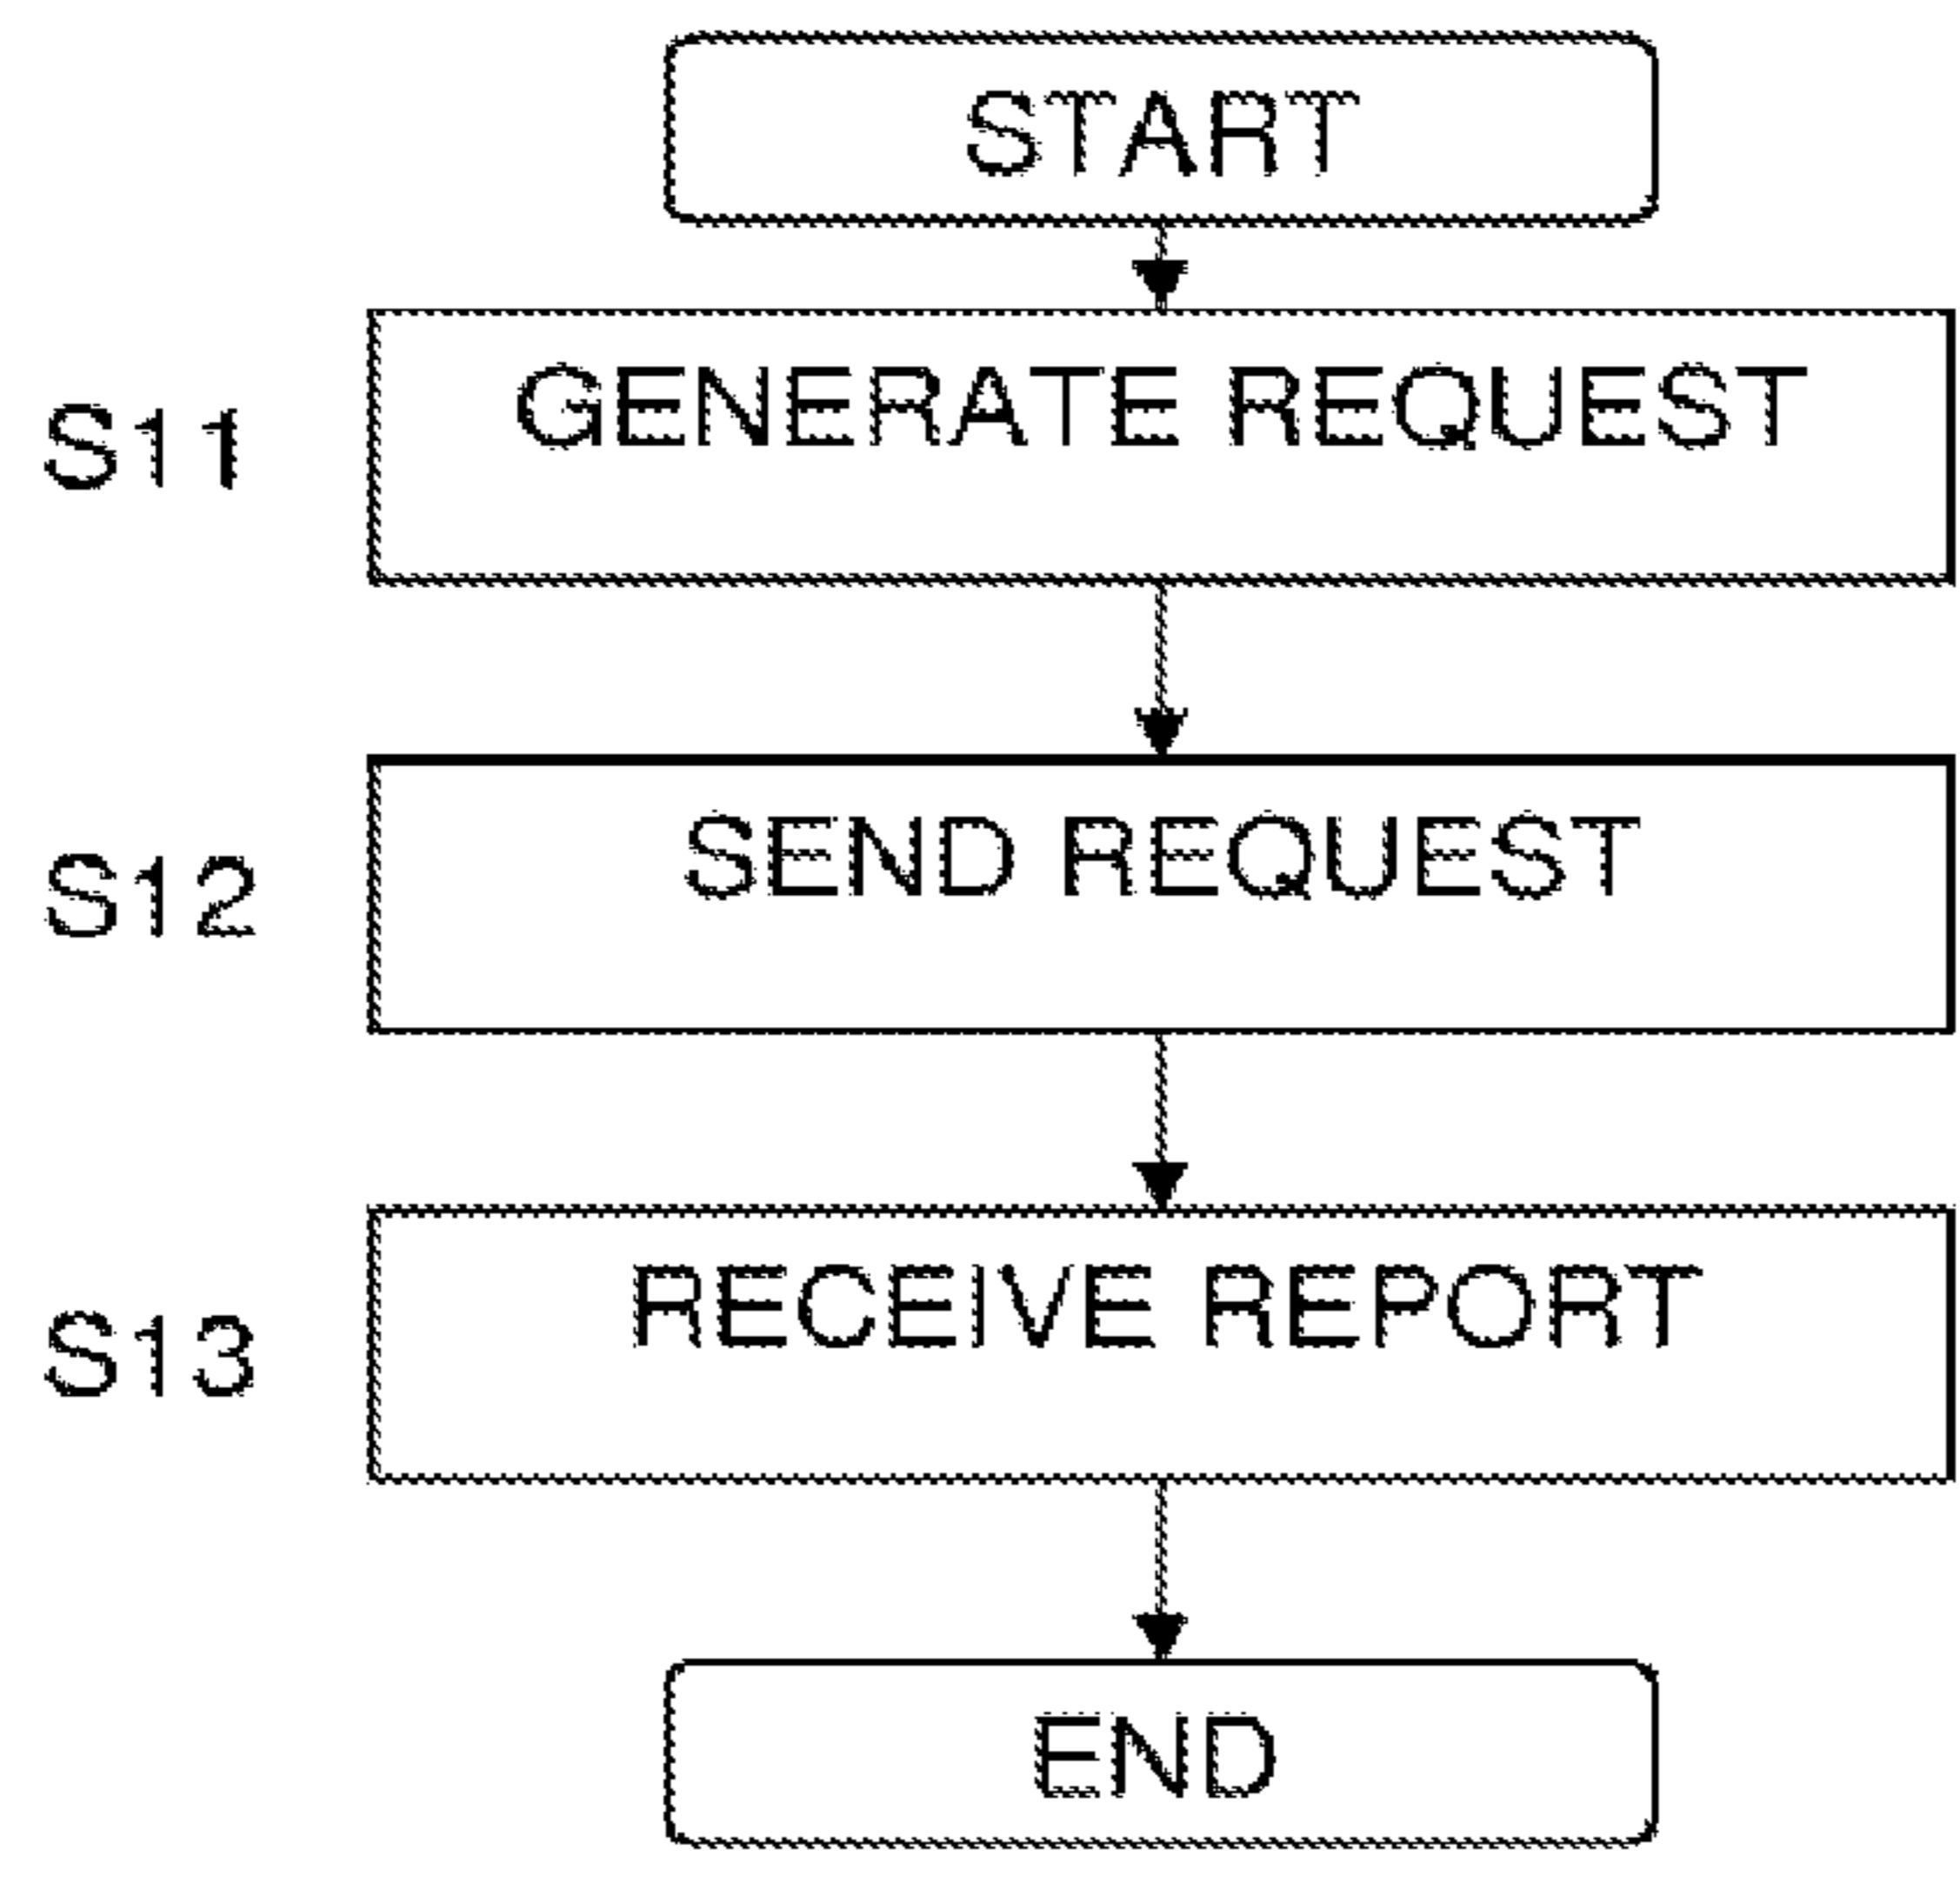 START
S11 GENERATE REQUEST
S12 SEND REQUEST
S13 RECEIVE REPORT
END